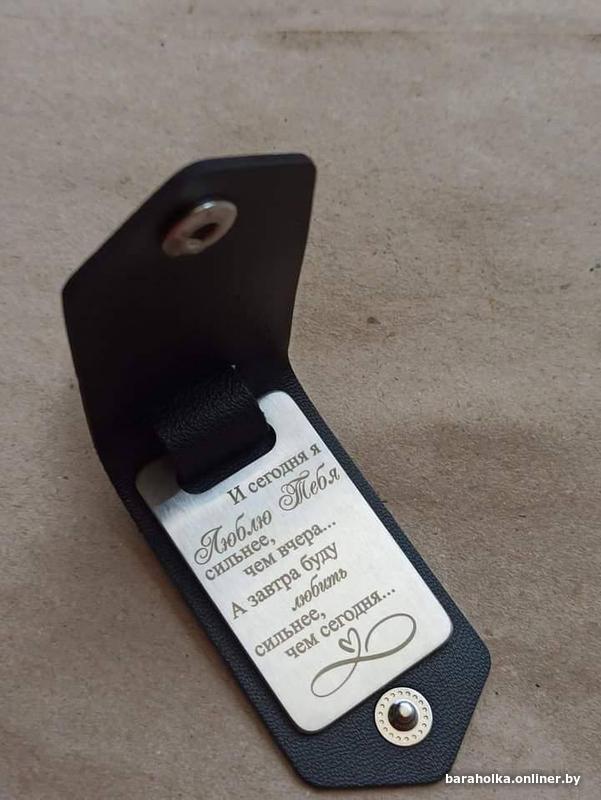 И сегодня я
Люблю Тебя
сильнее,
чем вчера...
А завтра буду
любить
сильнее,
чем сегодня...
baraholka.onliner.by